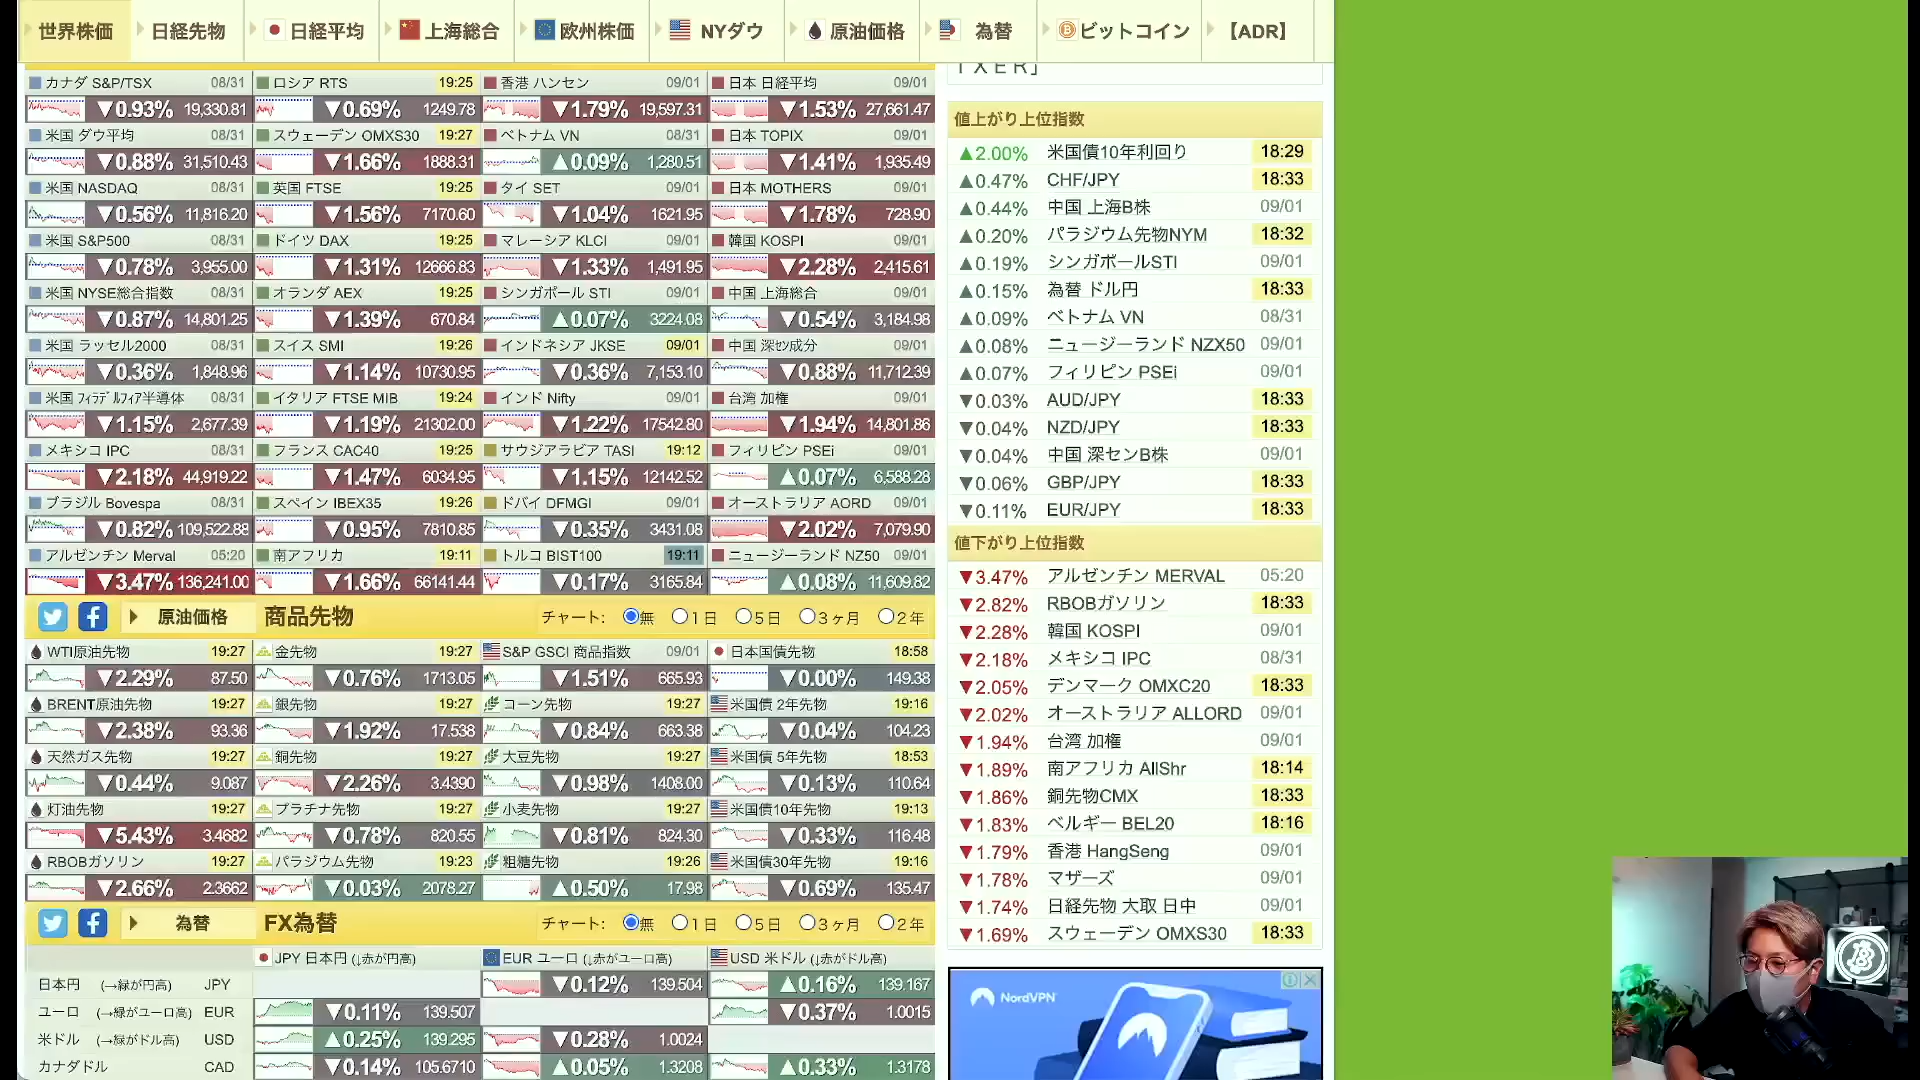 世界株価 日経先物 日経平均 上海総合 欧州株価 NYダウ 原油価格 為替 ビットコイン 【ADR】
カナダ S&P/TSX 08/31 ロシア RTS 19:25 香港 ハンセン 09/01 日本 日経平均 09/01
▼0.93% 19,330.81 ▼0.69% 1249.78 ▼1.79% 19,597.31 ▼1.53% 27,661.47
米国 ダウ平均 08/31 スウェーデン OMXS30 19:27 ベトナム VN 08/31 日本 TOPIX 09/01
▼0.88% 31,510.43 ▼1.66% 1888.31 ▲0.09% 1,280.51 ▼1.41% 1,935.49
米国 NASDAQ 08/31 英国 FTSE 19:25 タイ SET 09/01 日本 MOTHERS 09/01
▼0.56% 11,816.20 ▼1.56% 7170.60 ▼1.04% 1621.95 ▼1.78% 728.90
米国 S&P500 08/31 ドイツ DAX 19:25 マレーシア KLCI 09/01 韓国 KOSPI 09/01
▼0.78% 3,955.00 ▼1.31% 12666.83 ▼1.33% 1,491.95 ▼2.28% 2,415.61
米国 NYSE総合指数 08/31 オランダ AEX 19:25 シンガポール STI 09/01 中国 上海総合 09/01
▼0.87% 14,801.25 ▼1.39% 670.84 ▲0.07% 3224.08 ▼0.54% 3,184.98
米国 ラッセル2000 08/31 スイス SMI 19:26 インドネシア JKSE 09/01 中国 深セン成分 09/01
▼0.36% 1,848.96 ▼1.14% 10730.95 ▼0.36% 7,153.10 ▼0.88% 11,712.39
米国 フィラデルフィア半導体 08/31 イタリア FTSE MIB 19:24 インド Nifty 09/01 台湾 加権 09/01
▼1.15% 2,677.39 ▼1.19% 21302.00 ▼1.22% 17542.80 ▼1.94% 14,801.86
メキシコ IPC 08/31 フランス CAC40 19:25 サウジアラビア TASI 19:12 フィリピン PSEi 09/01
▼2.18% 44,919.22 ▼1.47% 6034.95 ▼1.15% 12142.52 ▲0.07% 6,588.28
ブラジル Bovespa 08/31 スペイン IBEX35 19:26 ドバイ DFMGI 09/01 オーストラリア AORD 09/01
▼0.82% 109,522.88 ▼0.95% 7810.85 ▼0.35% 3431.08 ▼2.02% 7,079.90
アルゼンチン Merval 05:20 南アフリカ 19:11 トルコ BIST100 19:11 ニュージーランド NZ50 09/01
▼3.47% 136,241.00 ▼1.66% 66141.44 ▼0.17% 3165.84 ▲0.08% 11,609.82
原油価格 商品先物 チャート: 無 1日 5日 3ヶ月 2年
WTI原油先物 19:27 金先物 19:27 S&P GSCI 商品指数 09/01 日本国債先物 18:58
▼2.29% 87.50 ▼0.76% 1713.05 ▼1.51% 665.93 ▼0.00% 149.38
BRENT原油先物 19:27 銀先物 19:27 コーン先物 19:27 米国債 2年先物 19:16
▼2.38% 93.36 ▼1.92% 17.538 ▼0.84% 663.38 ▼0.04% 104.23
天然ガス先物 19:27 銅先物 19:27 大豆先物 19:27 米国債 5年先物 18:53
▼0.44% 9.087 ▼2.26% 3.4390 ▼0.98% 1408.00 ▼0.13% 110.64
灯油先物 19:27 プラチナ先物 19:27 小麦先物 19:27 米国債10年先物 19:13
▼5.43% 3.4682 ▼0.78% 820.55 ▼0.81% 824.30 ▼0.33% 116.48
RBOBガソリン 19:27 パラジウム先物 19:23 粗糖先物 19:26 米国債30年先物 19:16
▼2.66% 2.3662 ▼0.03% 2078.27 ▲0.50% 17.98 ▼0.69% 135.47
為替 FX為替 チャート: 無 1日 5日 3ヶ月 2年
JPY 日本円 (↓赤が円高) EUR ユーロ (↓赤がユーロ高) USD 米ドル (↓赤がドル高)
日本円 (→緑が円高) JPY ▼0.12% 139.504 ▲0.16% 139.167
ユーロ (→緑がユーロ高) EUR ▼0.11% 139.507 ▼0.37% 1.0015
米ドル (→緑がドル高) USD ▲0.25% 139.295 ▼0.28% 1.0024
カナダドル CAD ▼0.14% 105.6710 ▲0.05% 1.3208 ▲0.33% 1.3178
値上がり上位指数
▲2.00% 米国債10年利回り 18:29
▲0.47% CHF/JPY 18:33
▲0.44% 中国 上海B株 09/01
▲0.20% パラジウム先物NYM 18:32
▲0.19% シンガポールSTI 09/01
▲0.15% 為替 ドル円 18:33
▲0.09% ベトナム VN 08/31
▲0.08% ニュージーランド NZX50 09/01
▲0.07% フィリピン PSEi 09/01
▼0.03% AUD/JPY 18:33
▼0.04% NZD/JPY 18:33
▼0.04% 中国 深センB株 09/01
▼0.06% GBP/JPY 18:33
▼0.11% EUR/JPY 18:33
値下がり上位指数
▼3.47% アルゼンチン MERVAL 05:20
▼2.82% RBOBガソリン 18:33
▼2.28% 韓国 KOSPI 09/01
▼2.18% メキシコ IPC 08/31
▼2.05% デンマーク OMXC20 18:33
▼2.02% オーストラリア ALLORD 09/01
▼1.94% 台湾 加権 09/01
▼1.89% 南アフリカ AllShr 18:14
▼1.86% 銅先物CMX 18:33
▼1.83% ベルギー BEL20 18:16
▼1.79% 香港 HangSeng 09/01
▼1.78% マザーズ 09/01
▼1.74% 日経先物 大取 日中 09/01
▼1.69% スウェーデン OMXS30 18:33
NordVPN